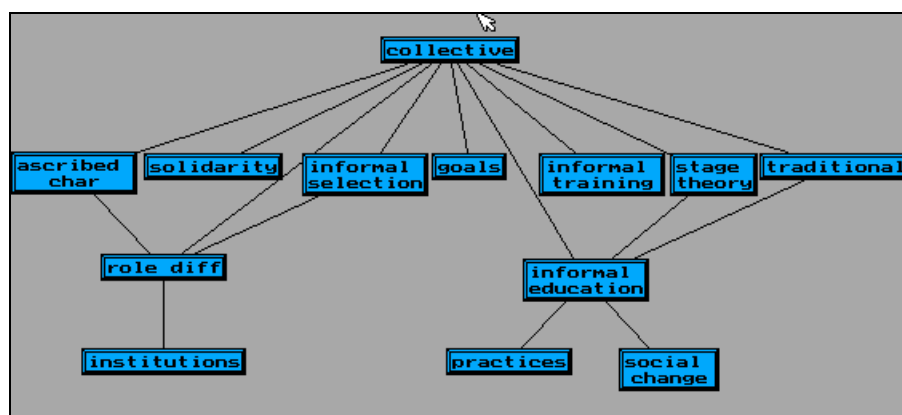 collective
ascribed
char
solidarity
informal
selection
goals
informal
training
stage
theory
traditional
role diff
informal
education
institutions
practices
social
change